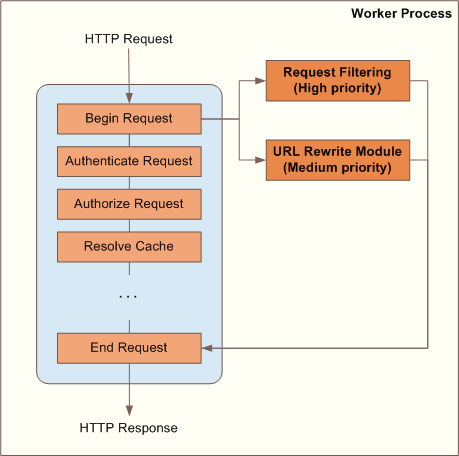 Worker Process
HTTP Request
Request Filtering
(High priority)
Begin Request
URL Rewrite Module
(Medium priority)
Authenticate Request
Authorize Request
Resolve Cache
...
End Request
HTTP Response